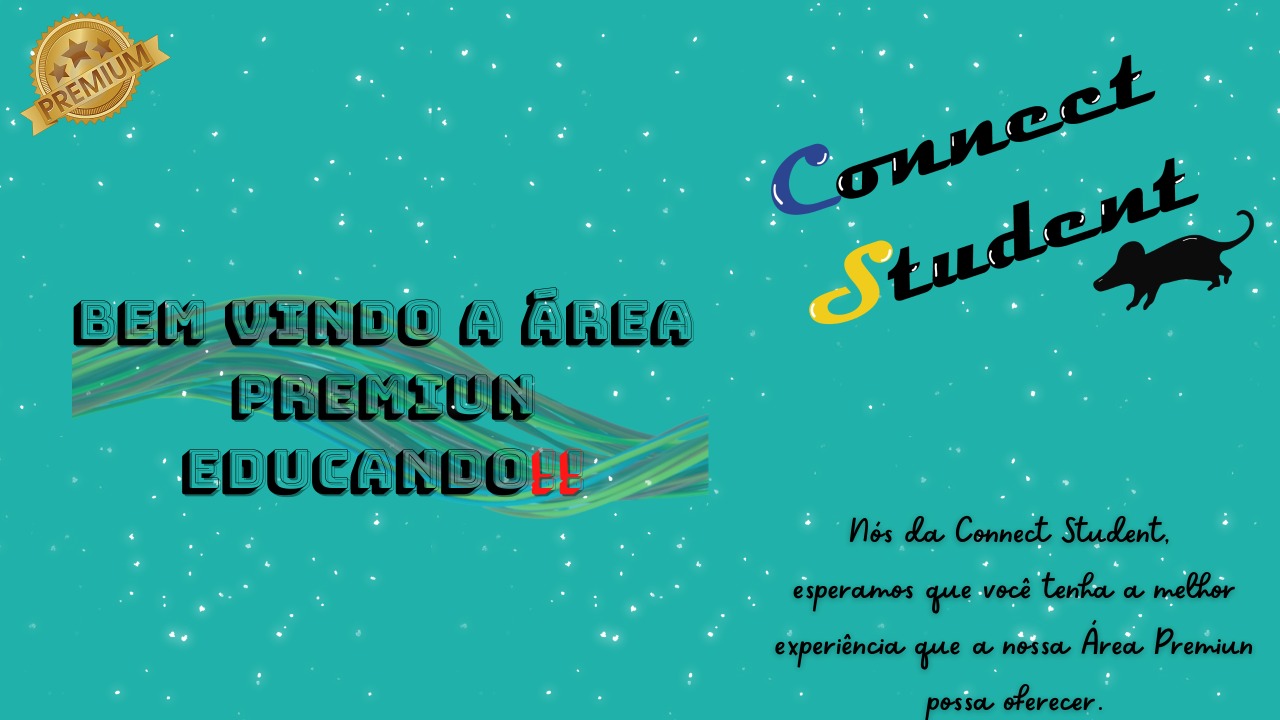 PREMIUM
Connect
Student
BEM VINDO A ÁREA
PREMIUN
EDUCANDO!!
Nós da Connect Student,
esperamos que você tenha a melhor
experiência que a nossa Área Premiun
possa oferecer.